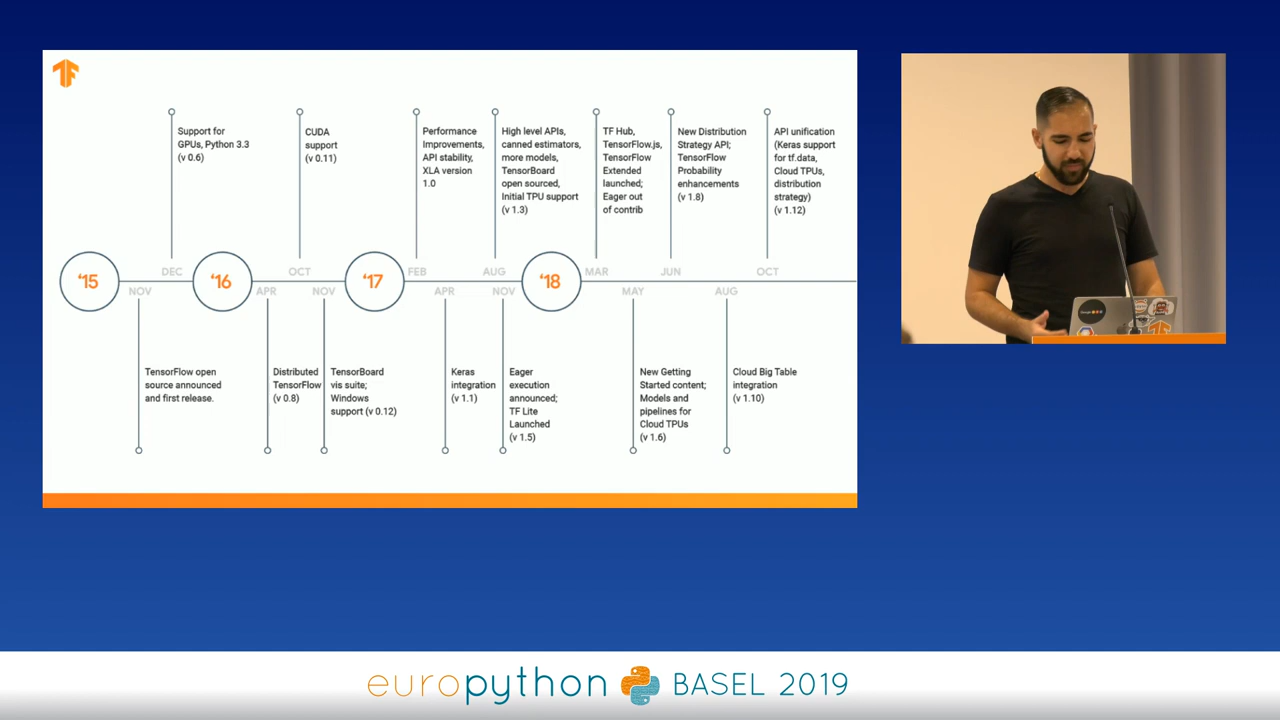 Support for
GPUs, Python 3.3
(v 0.6)
CUDA
support
(v 0.11)
Performance
Improvements,
API stability,
XLA version
1.0
High level APIs,
canned estimators,
more models,
TensorBoard
open sourced,
Initial TPU support
(v 1.3)
TF Hub,
TensorFlow.js,
TensorFlow
Extended
launched;
Eager out
of contrib
New Distribution
Strategy API;
TensorFlow
Probability
enhancements
(v 1.8)
API unification
(Keras support
for tf.data,
Cloud TPUs,
distribution
strategy)
(v 1.12)
DEC OCT FEB AUG MAR JUN OCT
'15 '16 '17 '18
NOV APR NOV APR NOV MAY AUG
TensorFlow open
source announced
and first release.
Distributed
TensorFlow
(v 0.8)
TensorBoard
vis suite;
Windows
support (v 0.12)
Keras
integration
(v 1.1)
Eager
execution
announced;
TF Lite
Launched
(v 1.5)
New Getting
Started content;
Models and
pipelines for
Cloud TPUs
(v 1.6)
Cloud Big Table
integration
(v 1.10)
europython BASEL 2019